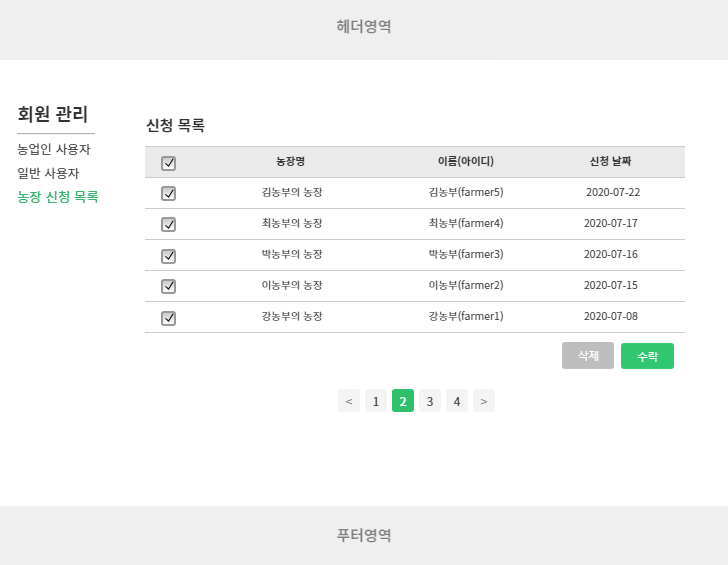 헤더영역
회원 관리
농업인 사용자
일반 사용자
농장 신청 목록
신청 목록
농장명 이름(아이디) 신청 날짜
김농부의 농장 김농부(farmer5) 2020-07-22
최농부의 농장 최농부(farmer4) 2020-07-17
박농부의 농장 박농부(farmer3) 2020-07-16
이농부의 농장 이농부(farmer2) 2020-07-15
강농부의 농장 강농부(farmer1) 2020-07-08
삭제 수락
< 1 2 3 4 >
푸터영역